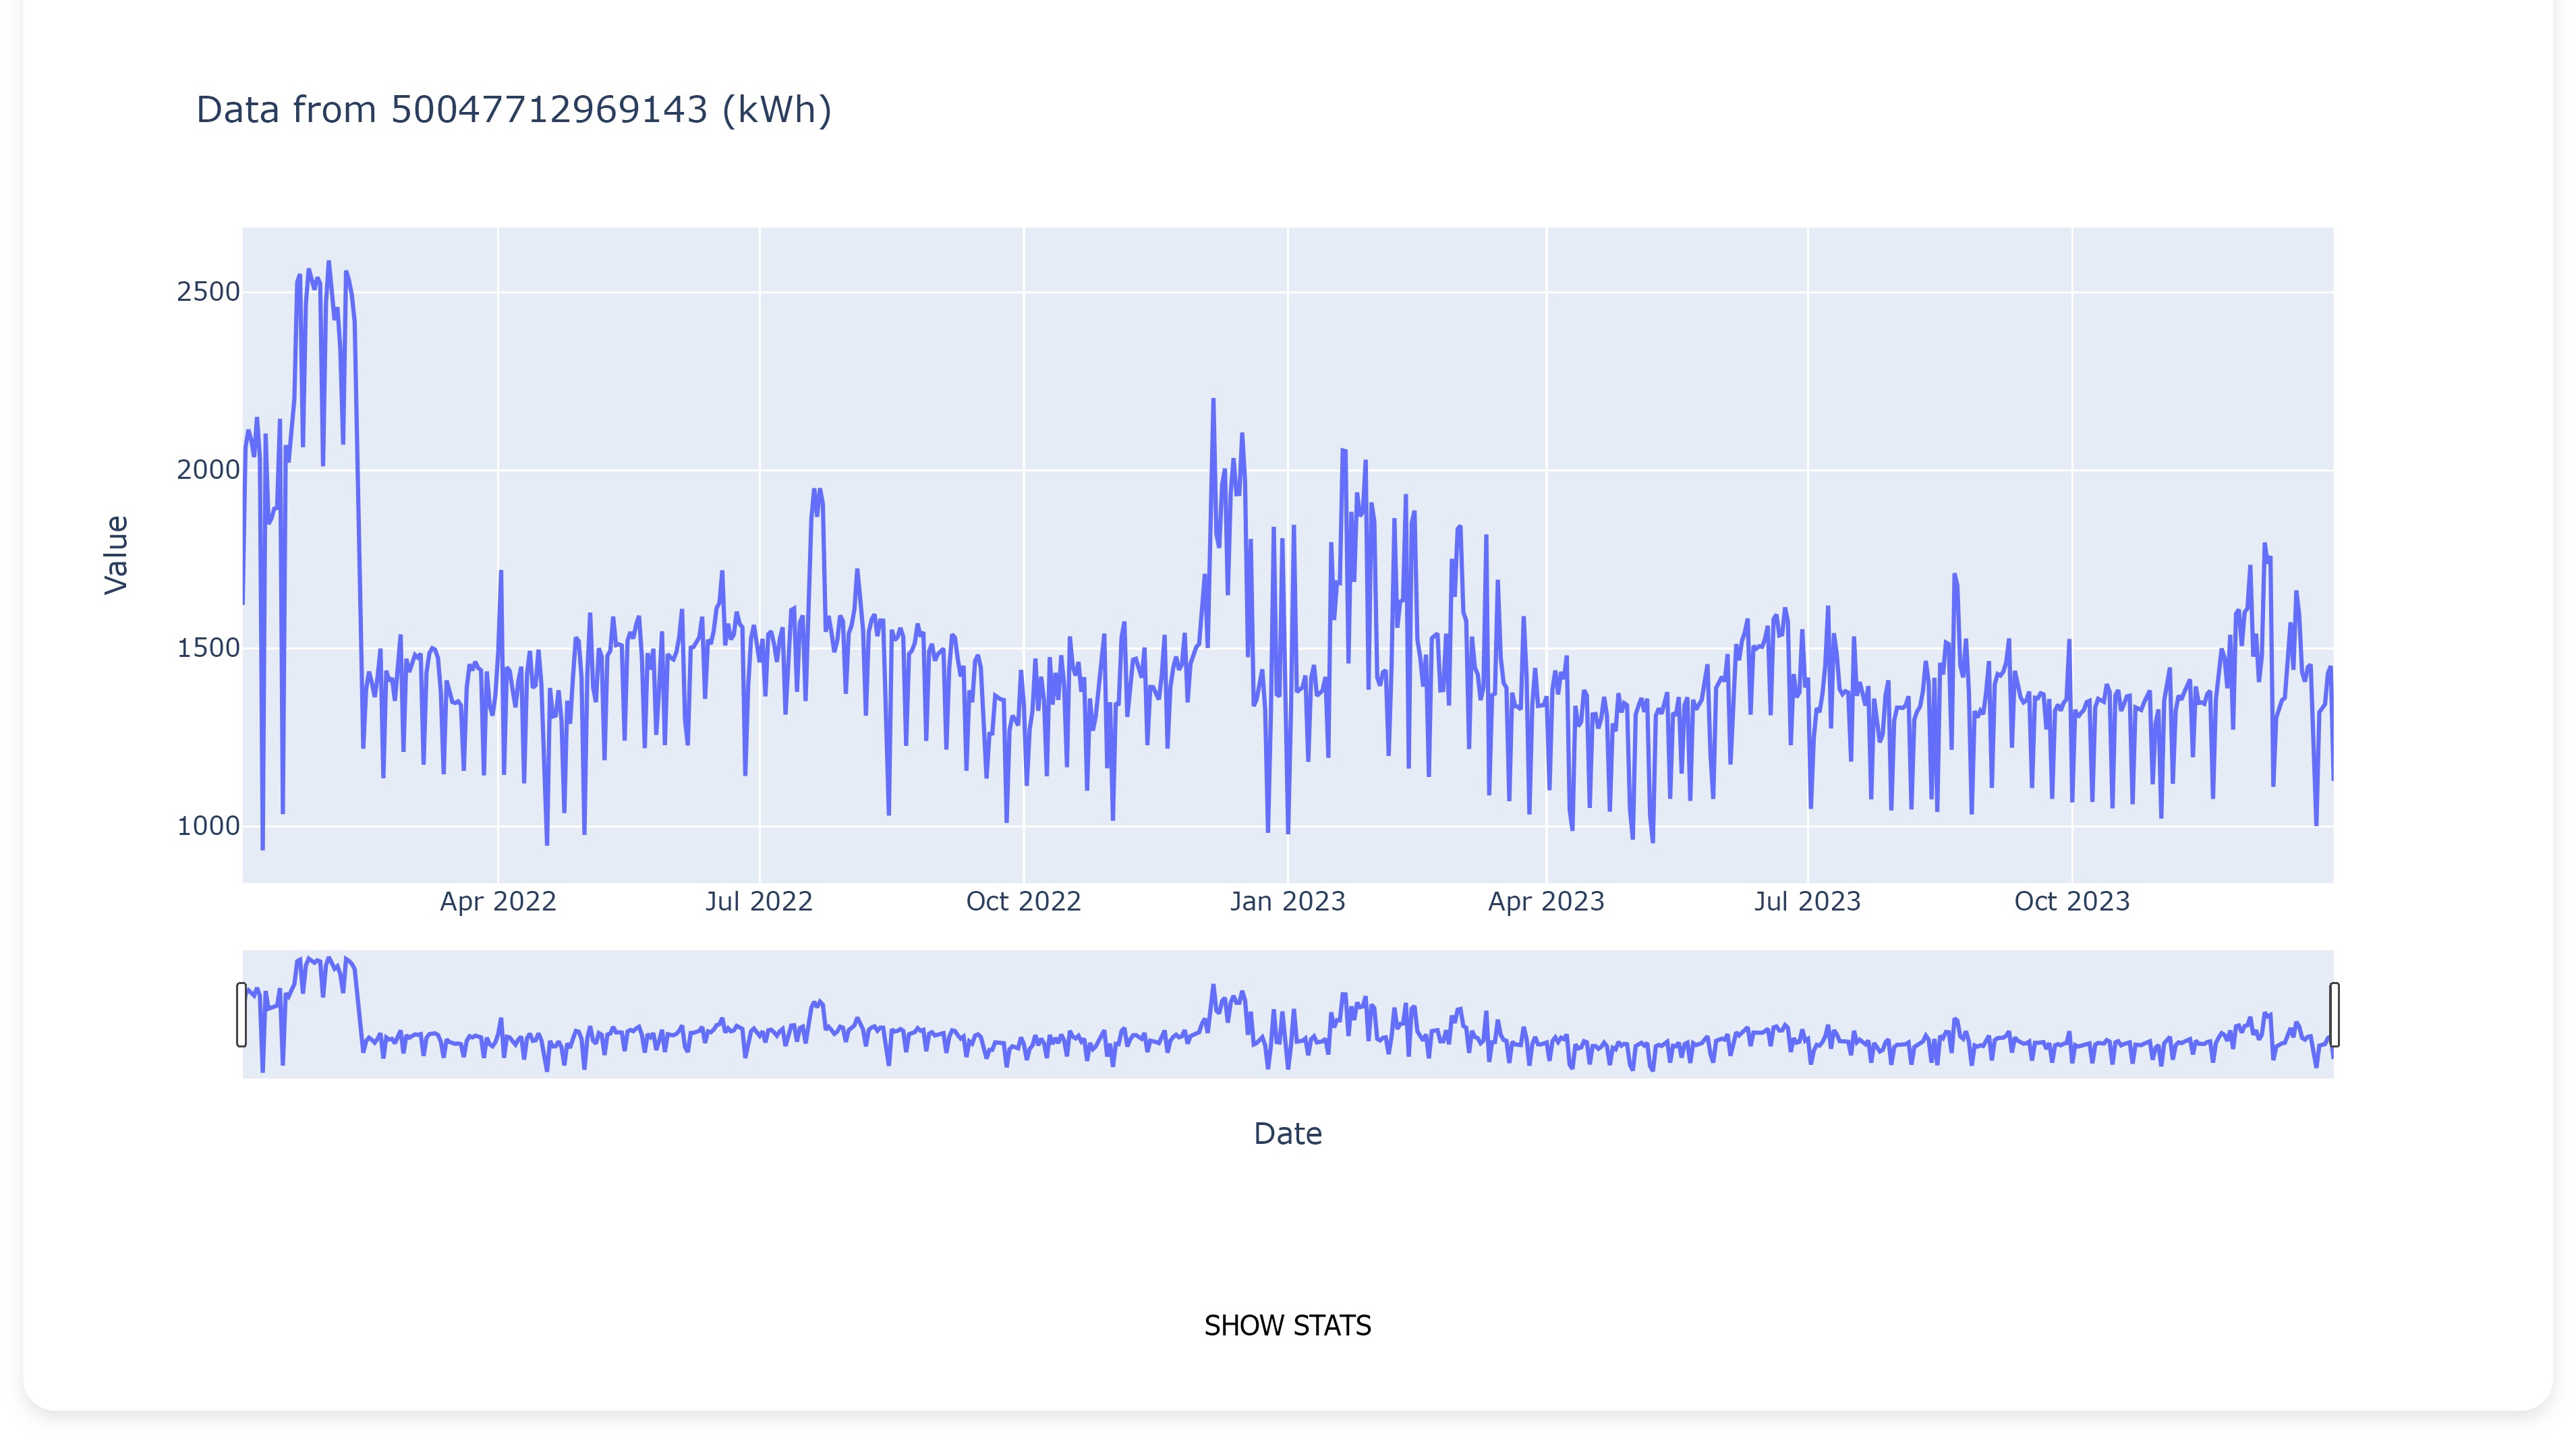 Data from 50047712969143 (kWh)
2500
2000
1500
1000
Value
Apr 2022
Jul 2022
Oct 2022
Jan 2023
Apr 2023
Jul 2023
Oct 2023
Date
SHOW STATS